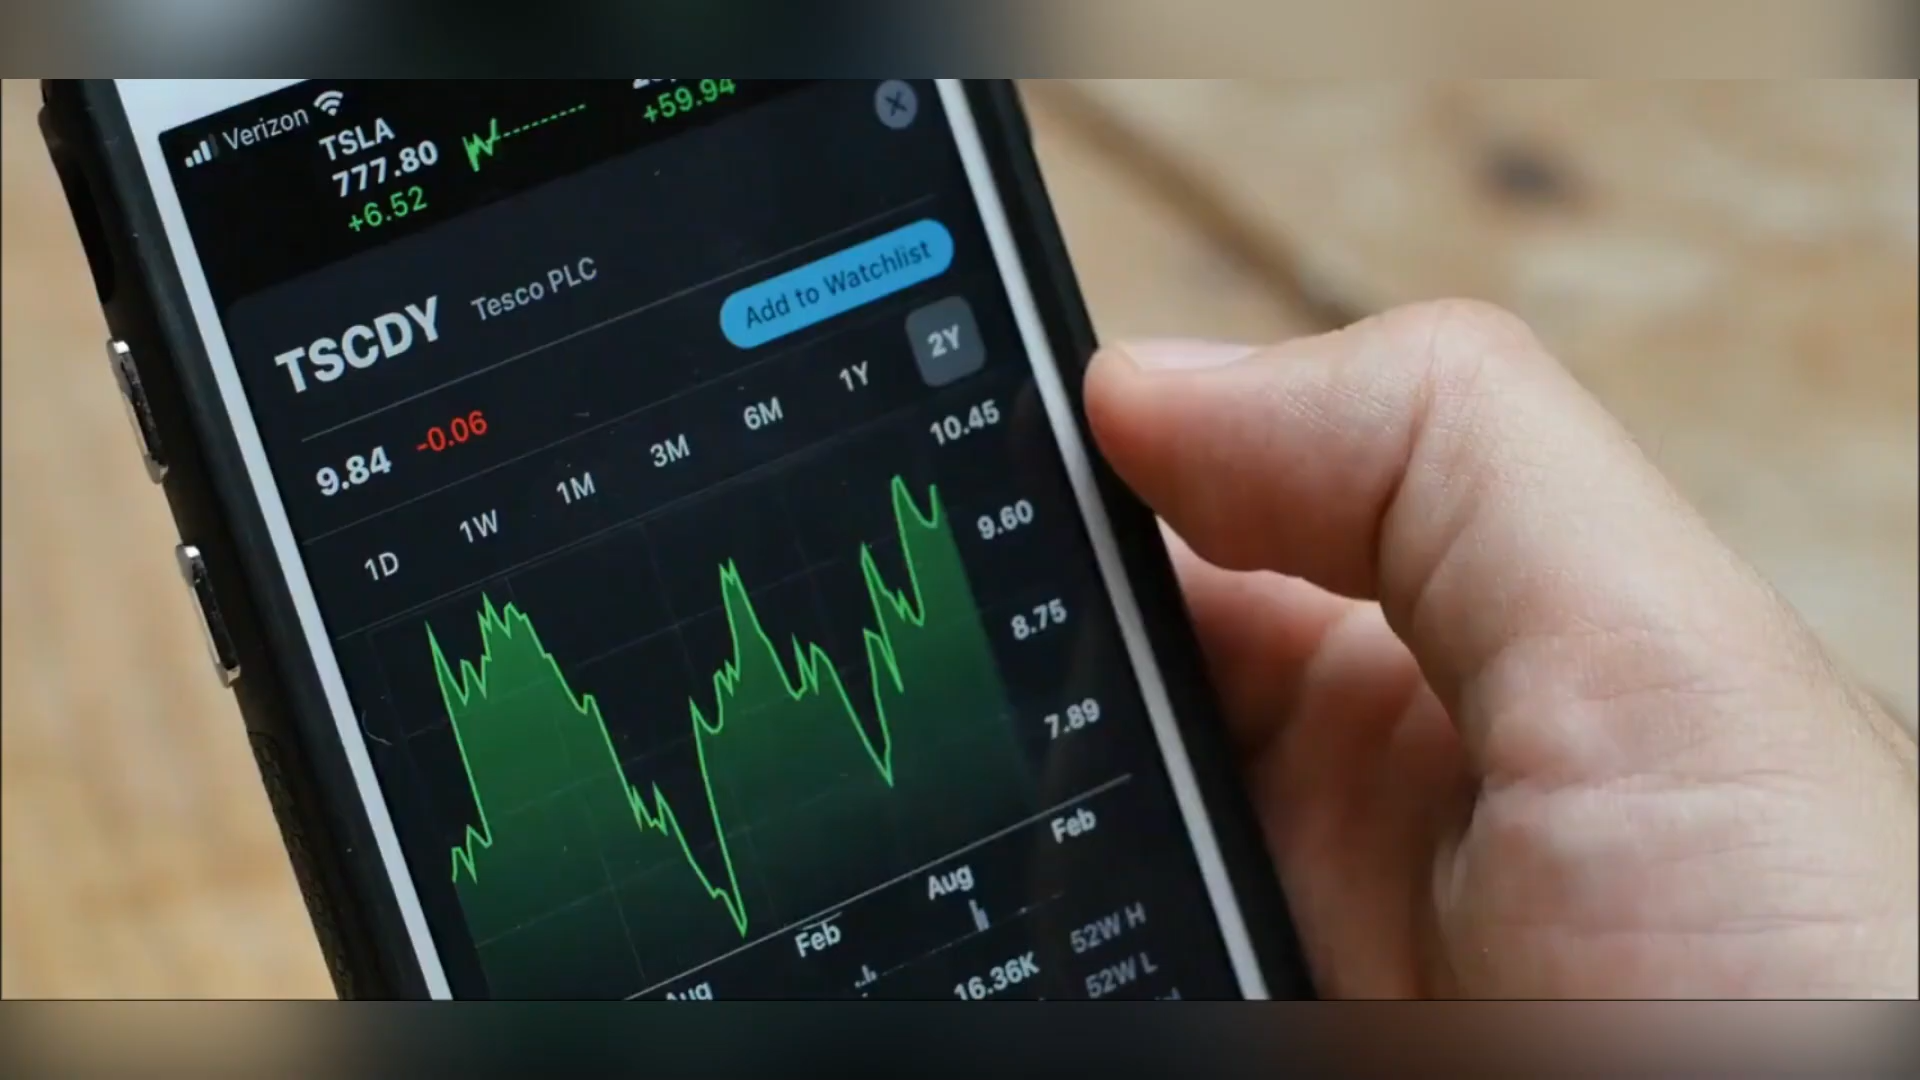 Verizon
TSLA
777.80
+6.52
+59.94
TSCDY Tesco PLC
Add to Watchlist
9.84 -0.06
1D 1W 1M 3M 6M 1Y 2Y
10.45
9.60
8.75
7.89
Aug Feb Aug Feb
16.36K
52W H
52W L